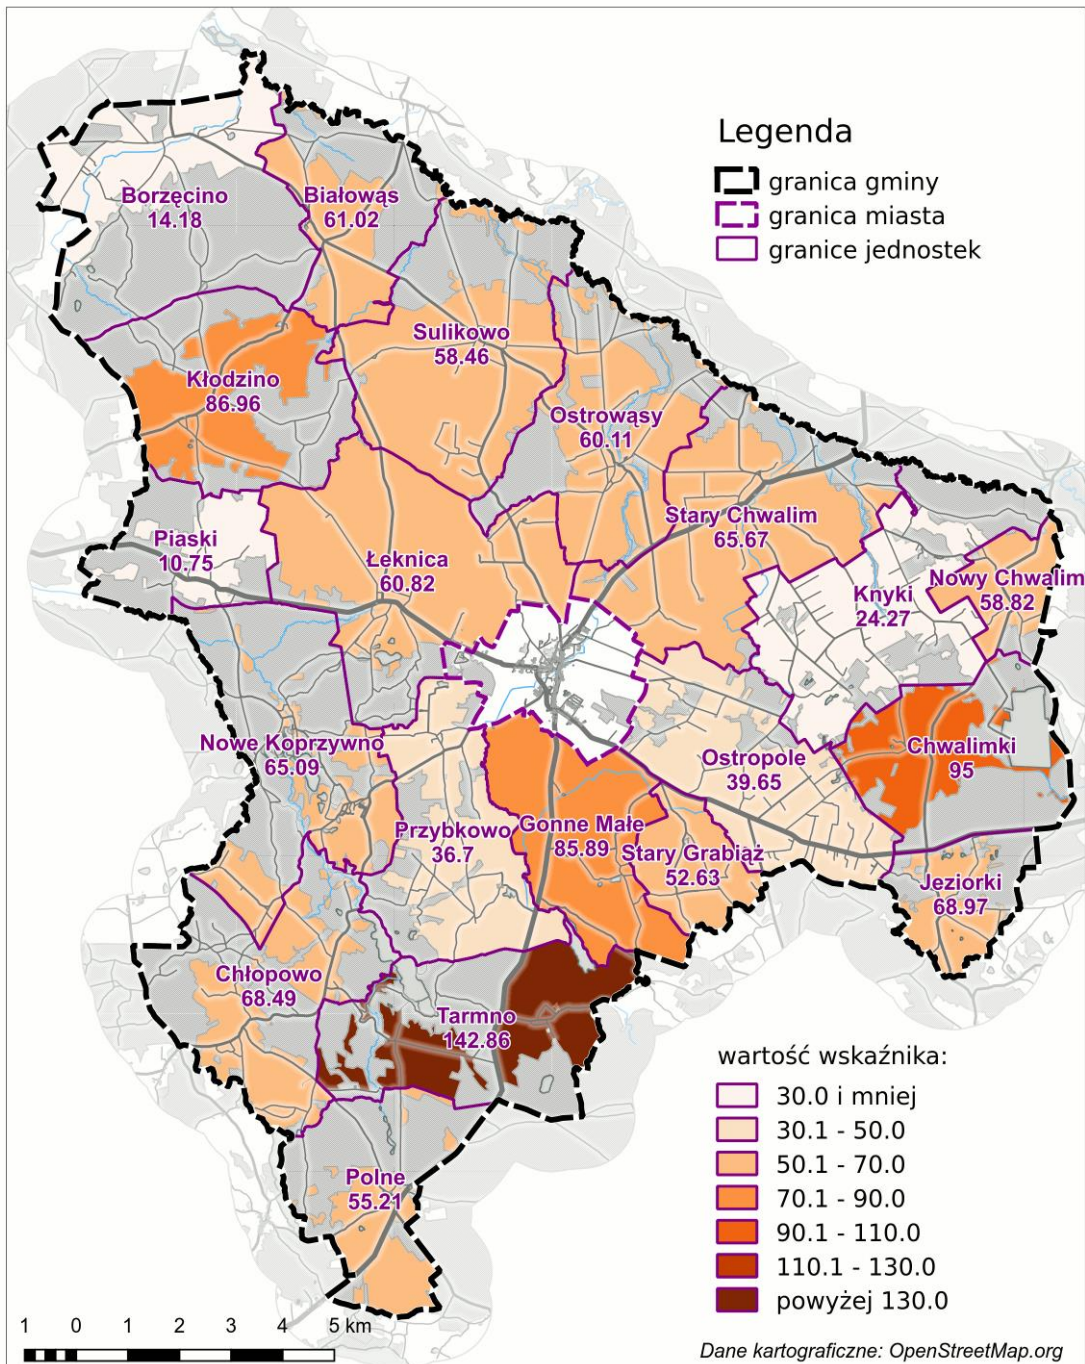 Legenda
granica gminy
granica miasta
granice jednostek
Borzęcino
14.18
Białowąs
61.02
Sulikowo
58.46
Kłodzino
86.96
Ostrowąsy
60.11
Stary Chwalim
65.67
Piaski
10.75
Łeknica
60.82
Knyki
24.27
Nowy Chwalim
58.82
Nowe Koprzywno
65.09
Ostropole
39.65
Chwalimki
95
Przybkowo
36.7
Gonne Małe
85.89
Stary Grabiąż
52.63
Jeziorki
68.97
Chłopowo
68.49
Tarmno
142.86
Polne
55.21
wartość wskaźnika:
30.0 i mniej
30.1 - 50.0
50.1 - 70.0
70.1 - 90.0
90.1 - 110.0
110.1 - 130.0
powyżej 130.0
1 0 1 2 3 4 5 km
Dane kartograficzne: OpenStreetMap.org